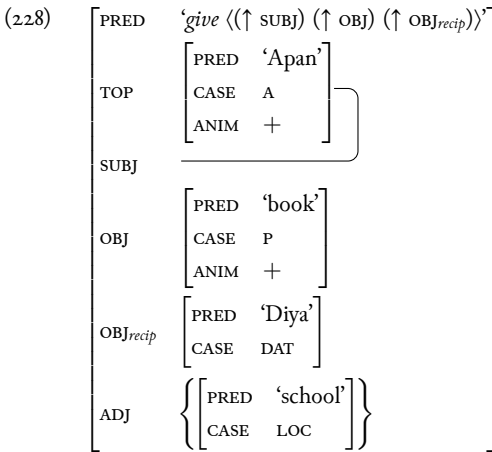 (228) PRED ‘give ⟨(↑ SUBJ) (↑ OBJ) (↑ OBJrecip)⟩’
PRED ‘Apan’
TOP CASE A
ANIM +
SUBJ
PRED ‘book’
OBJ CASE P
ANIM +
OBJrecip PRED ‘Diya’
CASE DAT
ADJ { PRED ‘school’ }
CASE LOC